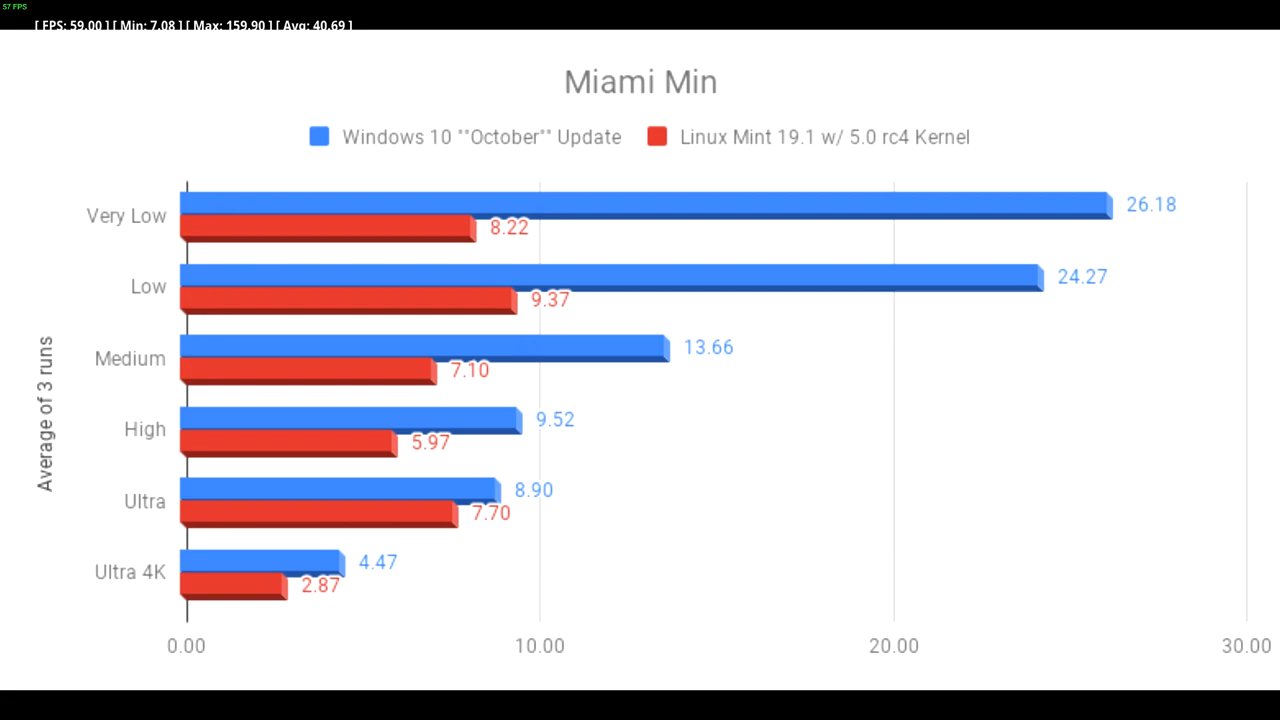 57 FPS
[ FPS: 59.00 ] [ Min: 7.08 ] [ Max: 159.90 ] [ Avg: 40.69 ]
Miami Min
Windows 10 ""October"" Update
Linux Mint 19.1 w/ 5.0 rc4 Kernel
Average of 3 runs
Very Low
26.18
8.22
Low
24.27
9.37
Medium
13.66
7.10
High
9.52
5.97
Ultra
8.90
7.70
Ultra 4K
4.47
2.87
0.00
10.00
20.00
30.00